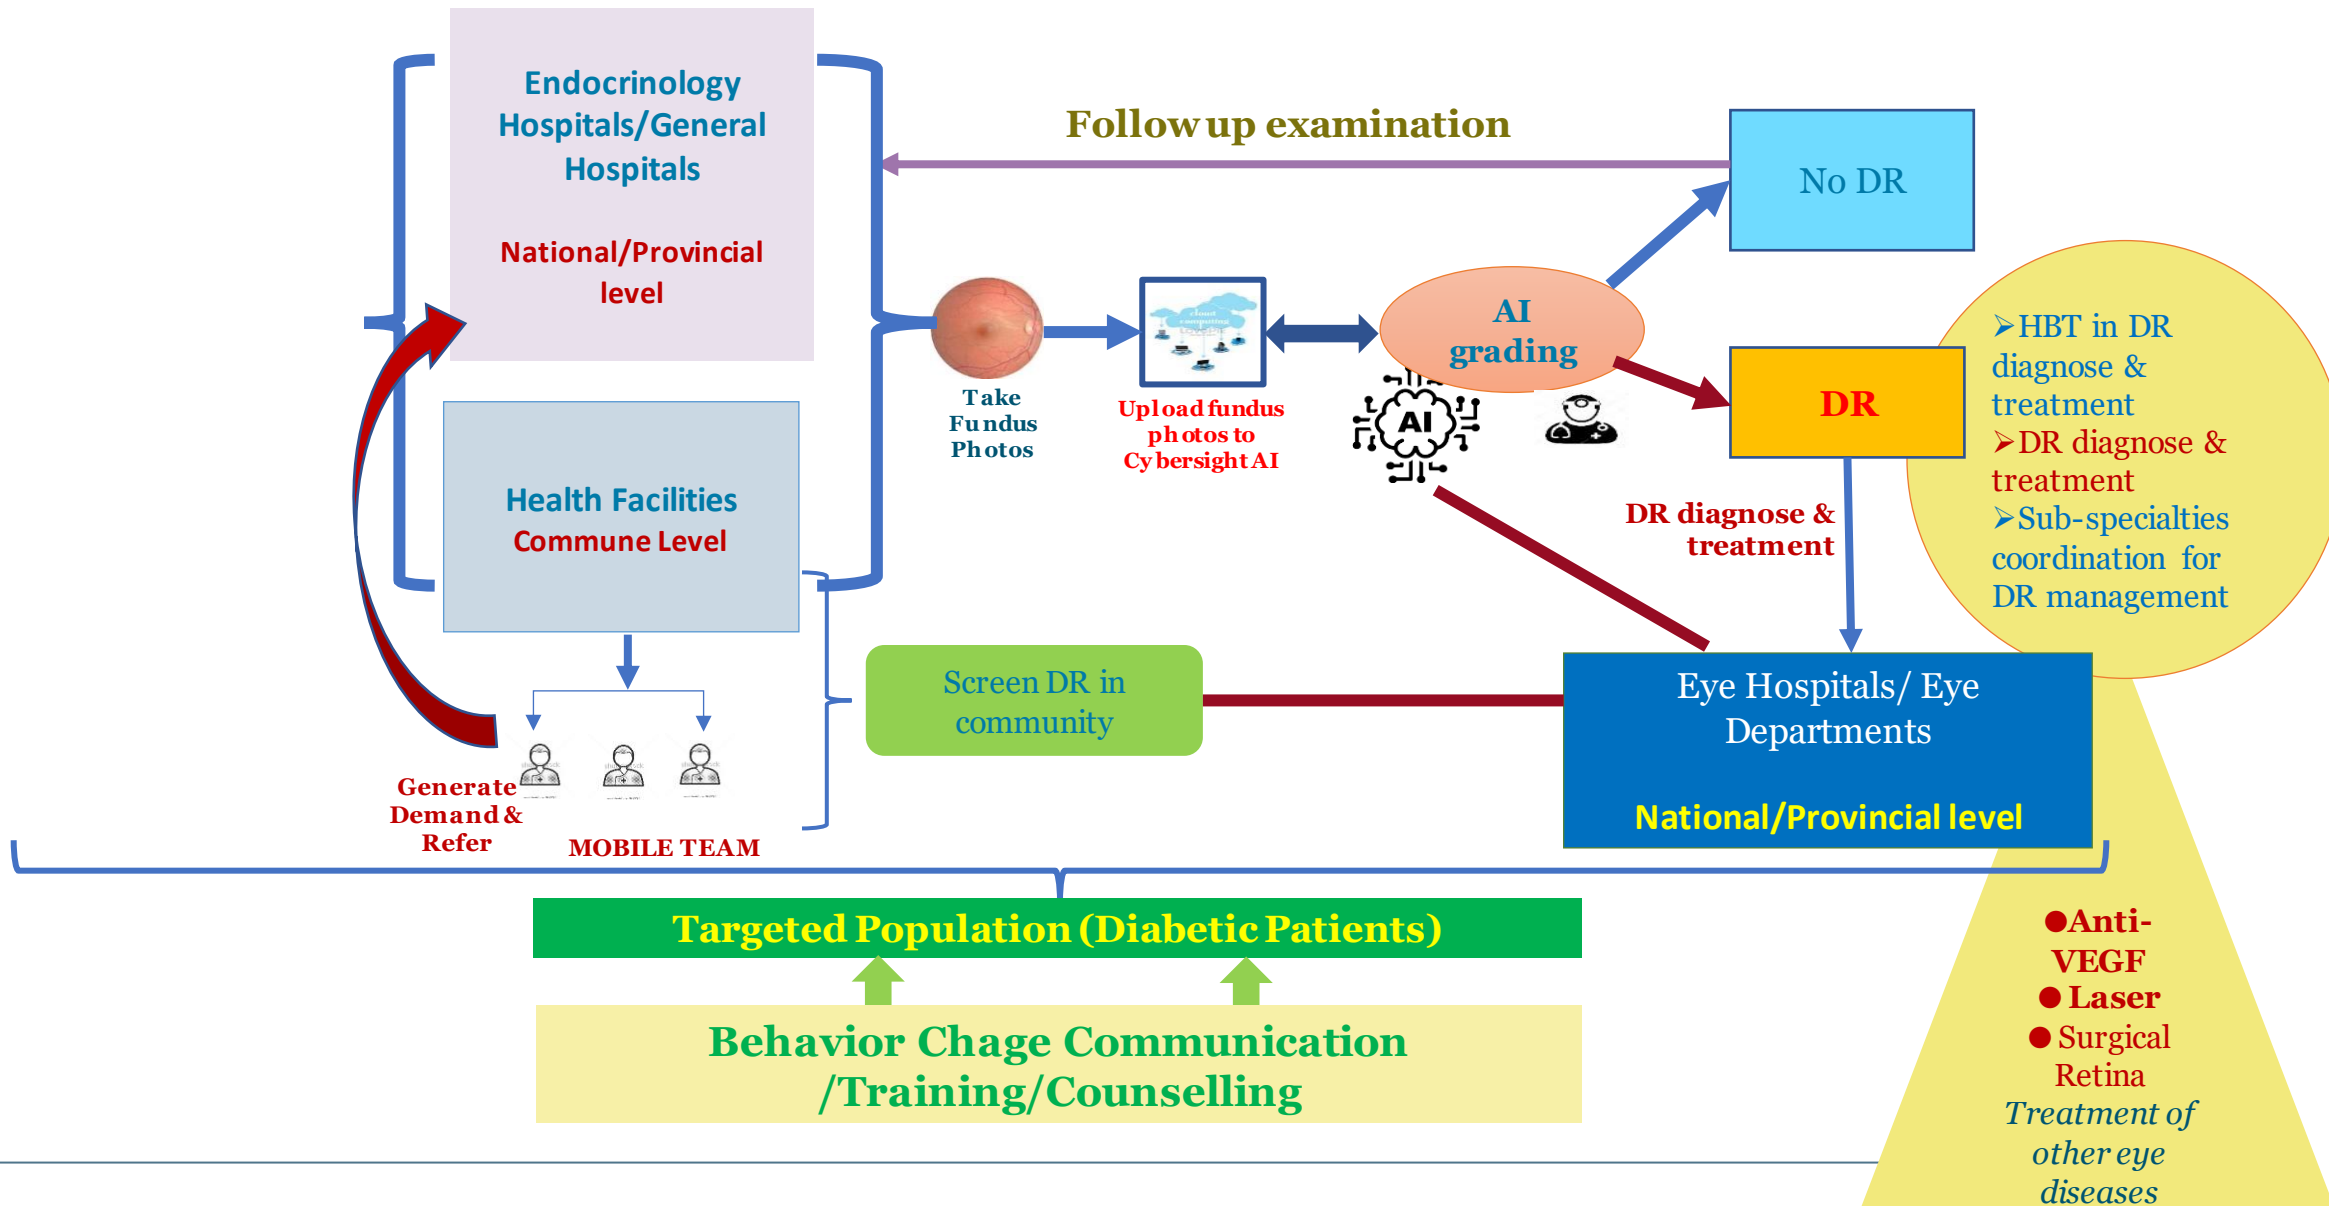 Endocrinology
Hospitals/General
Hospitals
National/Provincial
level
Health Facilities
Commune Level
Generate
Demand &
Refer
MOBILE TEAM
Follow up examination
Take
Fundus
Photos
cloud
computing
Upload fundus
photos to
Cybersight AI
AI
grading
AI
No DR
DR
DR diagnose &
treatment
➢HBT in DR
diagnose &
treatment
➢DR diagnose &
treatment
➢Sub-specialties
coordination for
DR management
Screen DR in
community
Eye Hospitals/ Eye
Departments
National/Provincial level
Targeted Population (Diabetic Patients)
Behavior Chage Communication
/Training/Counselling
●Anti-
VEGF
● Laser
● Surgical
Retina
Treatment of
other eye
diseases